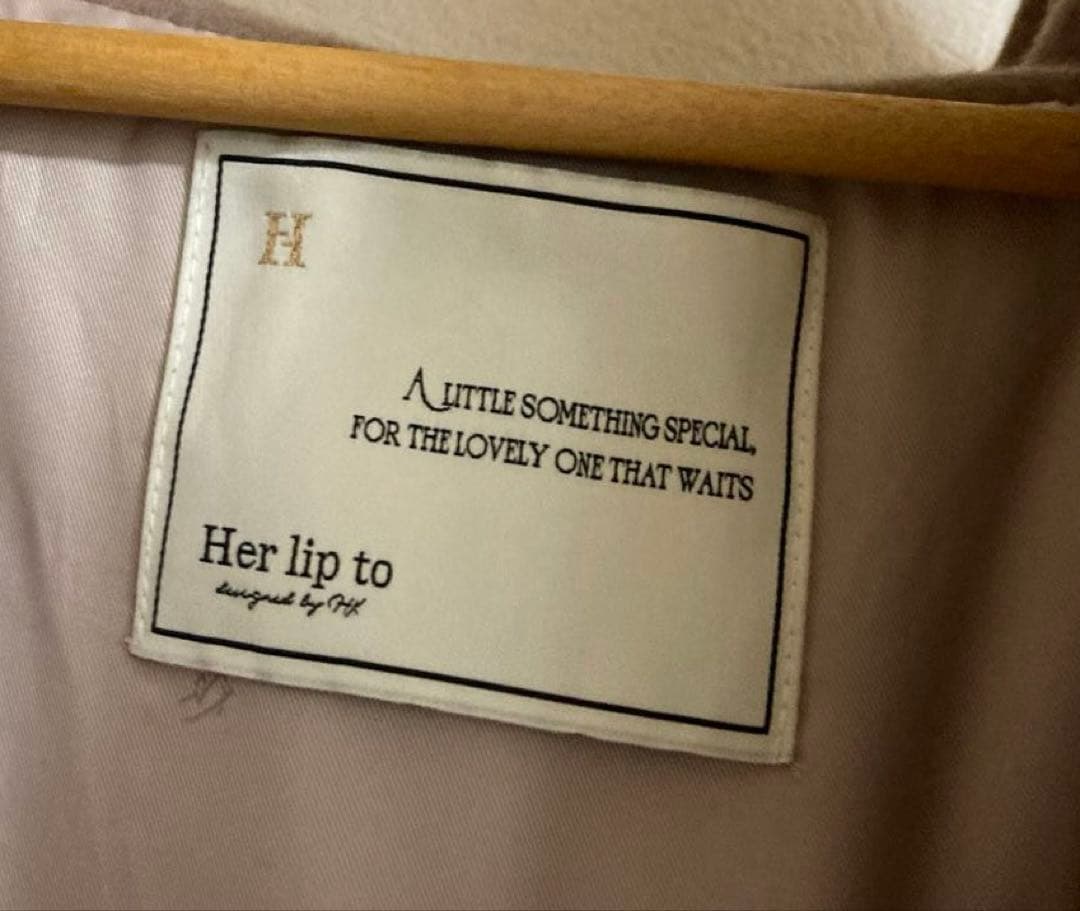 H
A LITTLE SOMETHING SPECIAL,
FOR THE LOVELY ONE THAT WAITS
Her lip to
designed by HK